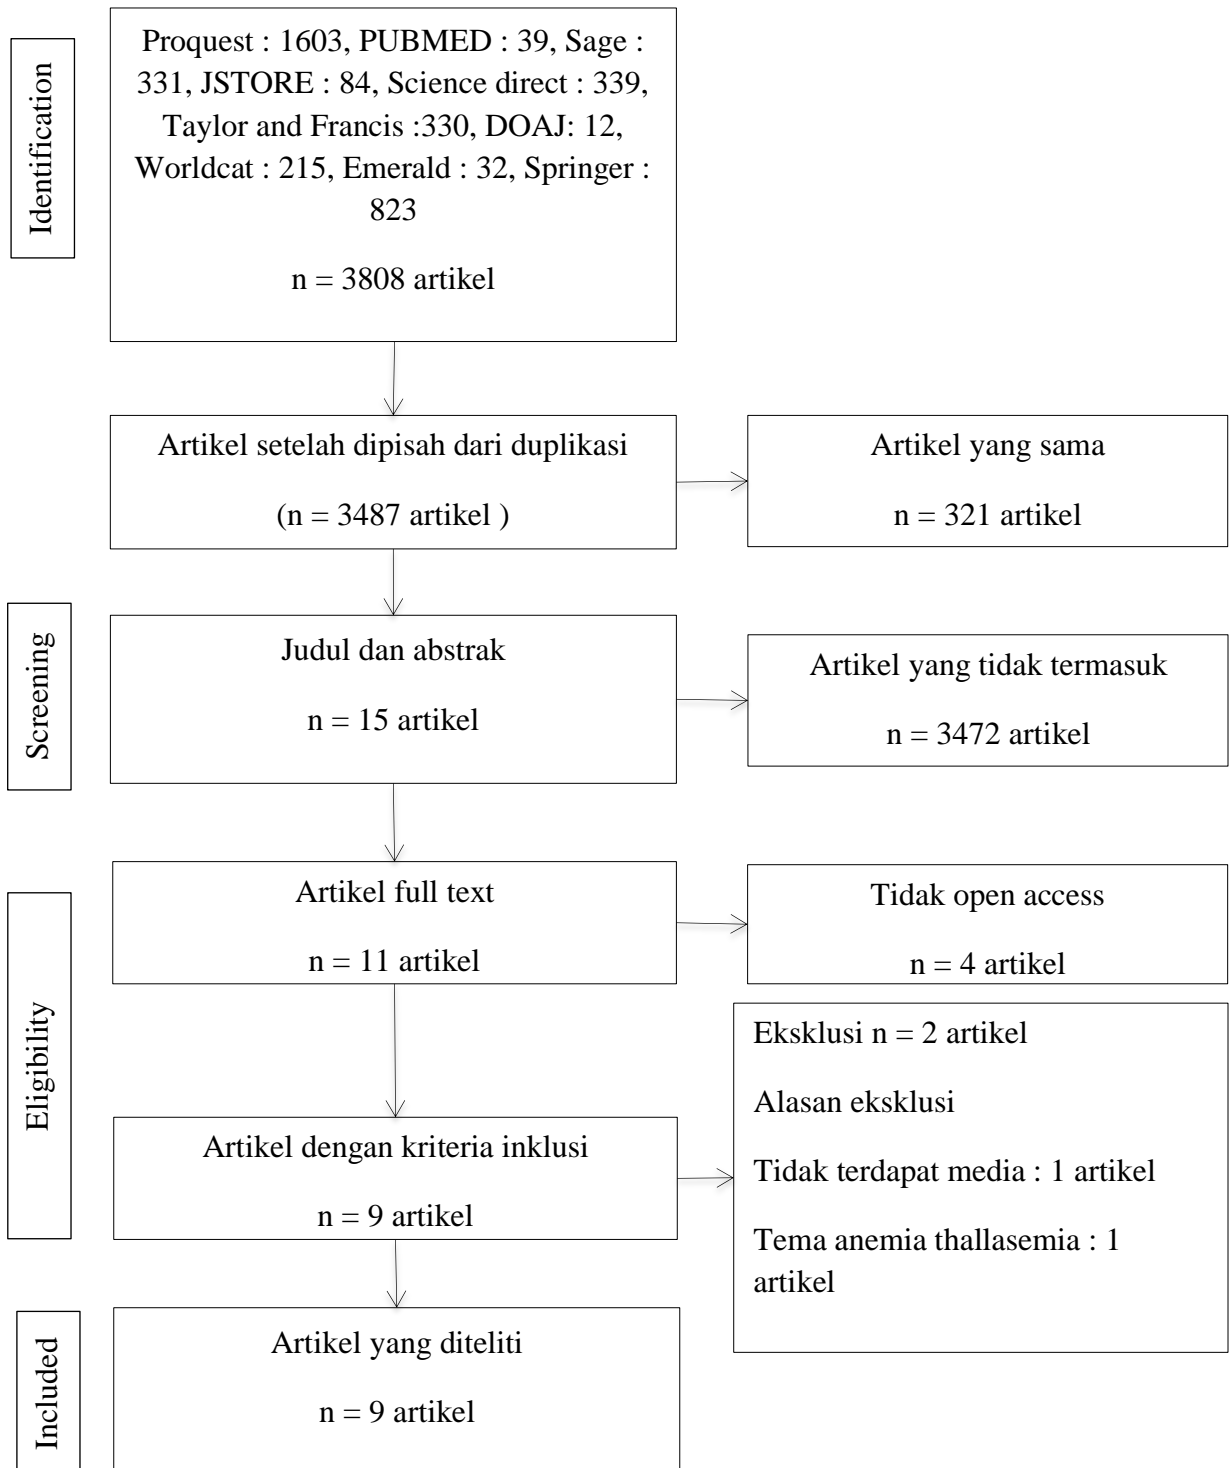 Identification
Proquest : 1603, PUBMED : 39, Sage :
331, JSTORE : 84, Science direct : 339,
Taylor and Francis :330, DOAJ: 12,
Worldcat : 215, Emerald : 32, Springer :
823
n = 3808 artikel
Artikel setelah dipisah dari duplikasi
(n = 3487 artikel )
Artikel yang sama
n = 321 artikel
Screening
Judul dan abstrak
n = 15 artikel
Artikel yang tidak termasuk
n = 3472 artikel
Eligibility
Artikel full text
n = 11 artikel
Tidak open access
n = 4 artikel
Artikel dengan kriteria inklusi
n = 9 artikel
Eksklusi n = 2 artikel
Alasan eksklusi
Tidak terdapat media : 1 artikel
Tema anemia thallasemia : 1
artikel
Included
Artikel yang diteliti
n = 9 artikel